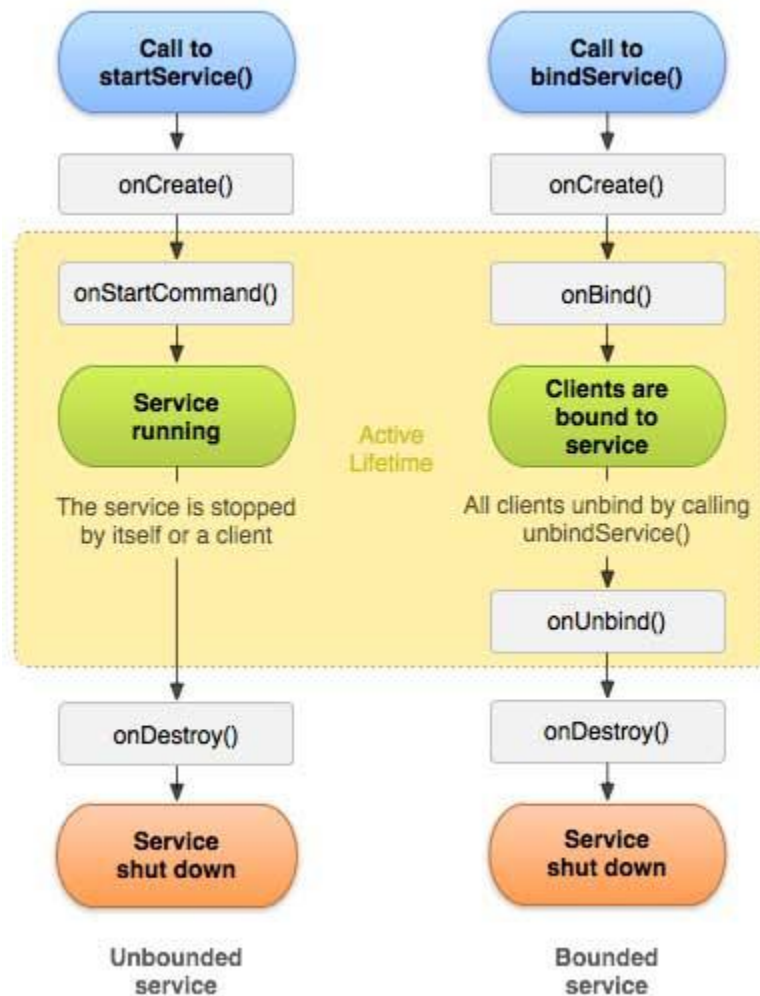 Call to
startService()
onCreate()
onStartCommand()
Service
running
The service is stopped
by itself or a client
onDestroy()
Service
shut down
Unbounded
service
Active
Lifetime
Call to
bindService()
onCreate()
onBind()
Clients are
bound to
service
All clients unbind by calling
unbindService()
onUnbind()
onDestroy()
Service
shut down
Bounded
service